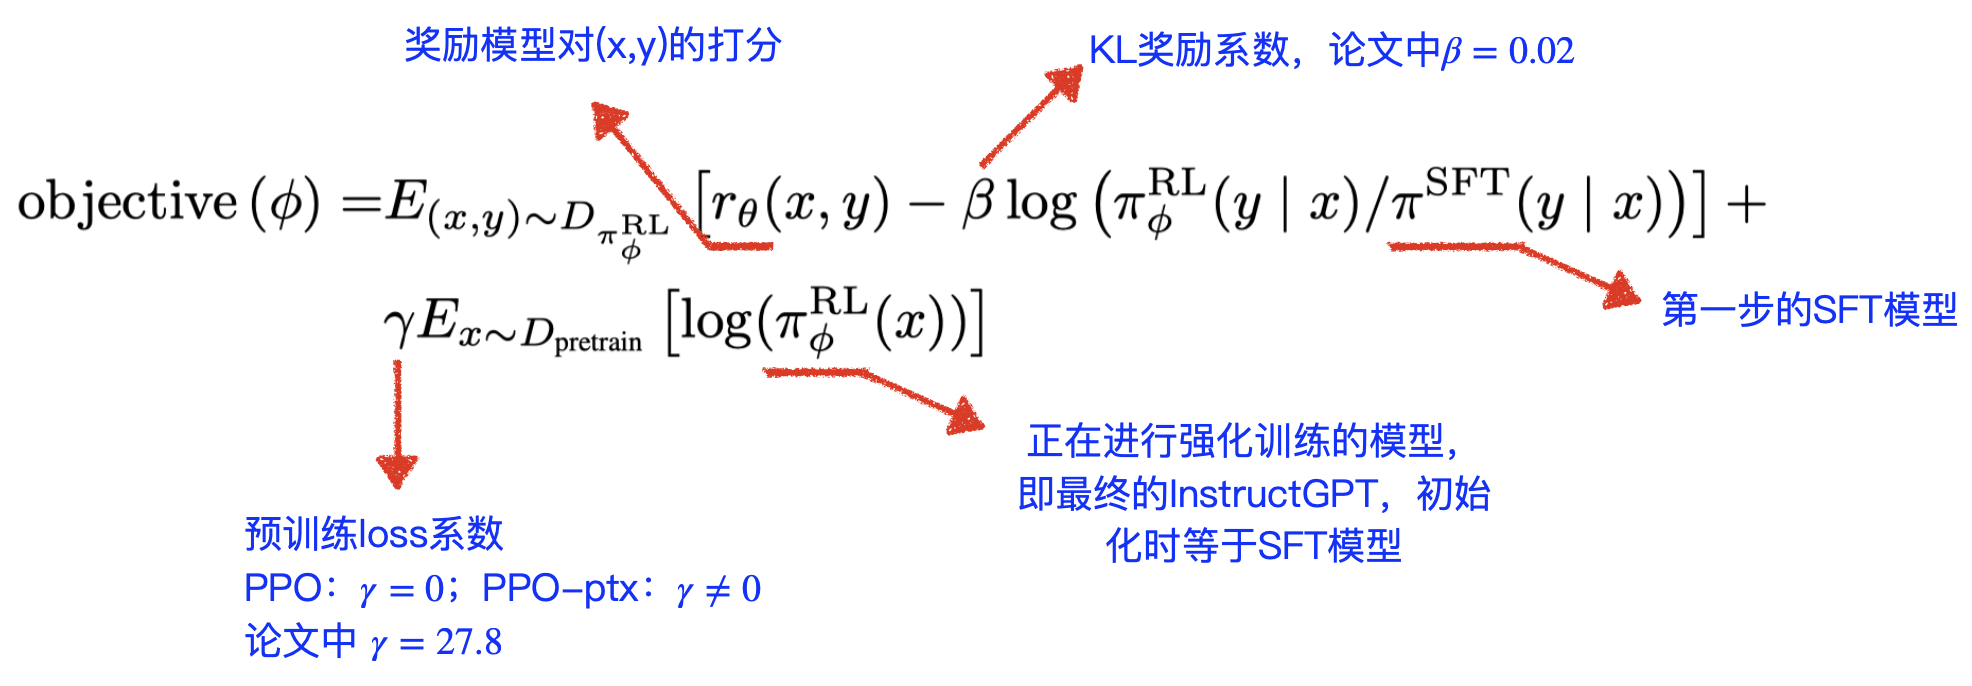 奖励模型对(x,y)的打分
KL奖励系数，论文中β = 0.02
objective (ϕ) =E_{(x,y)∼D_{π_ϕ^{RL}}} [r_θ(x, y) − β log (π_ϕ^{RL}(y | x)/π^{SFT}(y | x))] +
第一步的SFT模型
γE_{x∼D_{pretrain}} [log(π_ϕ^{RL}(x))]
正在进行强化训练的模型，
即最终的InstructGPT，初始
化时等于SFT模型
预训练loss系数
PPO：γ = 0；PPO-ptx：γ ≠ 0
论文中 γ = 27.8